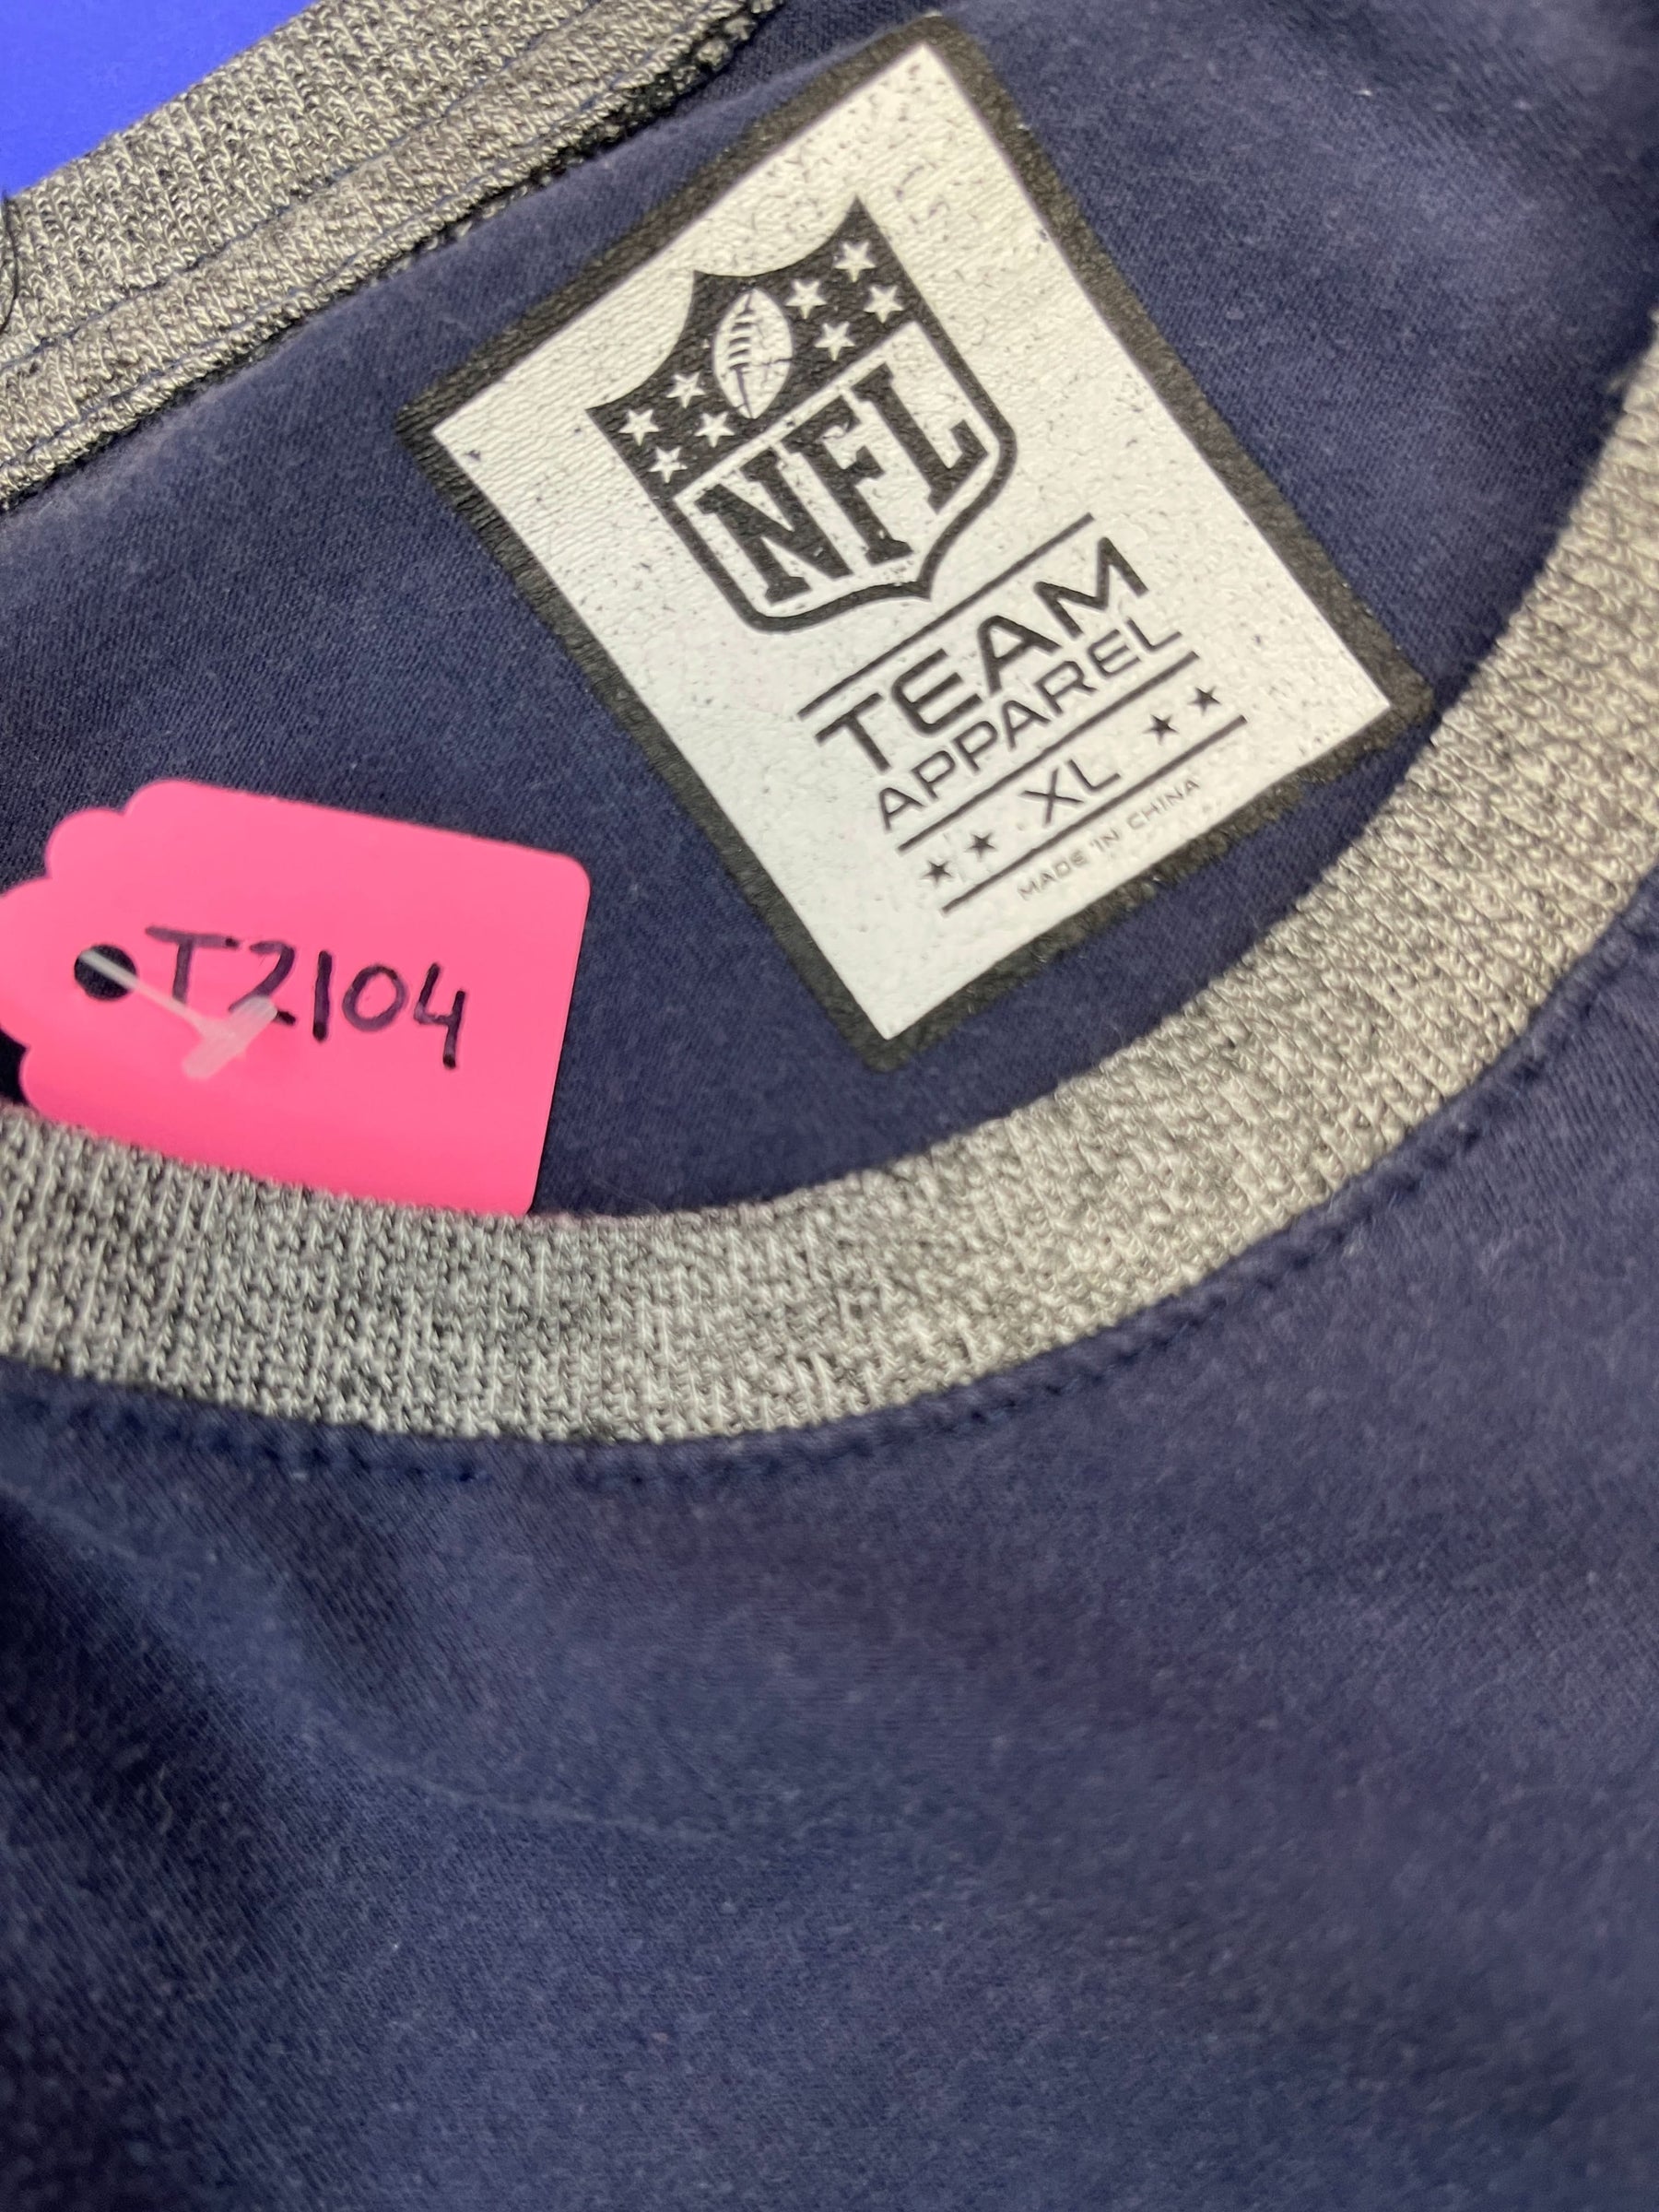 NFL
TEAM
APPAREL
XL
MADE IN CHINA
T2104